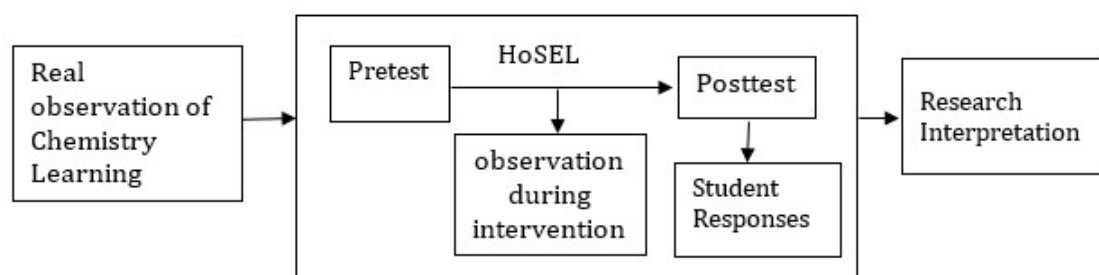 Real
observation of
Chemistry
Learning
Pretest
HoSEL
Posttest
observation
during
intervention
Student
Responses
Research
Interpretation